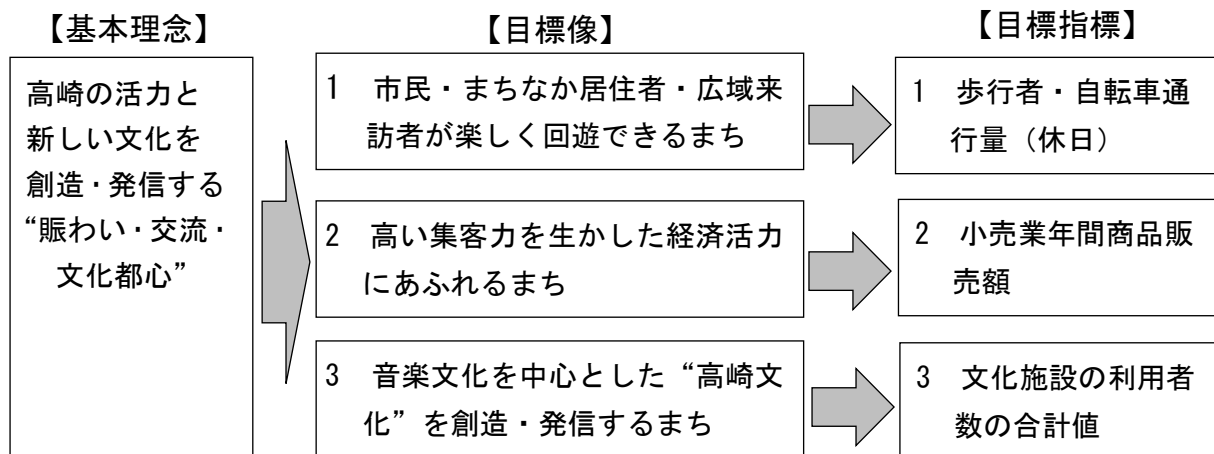 【基本理念】
高崎の活力と
新しい文化を
創造・発信する
“賑わい・交流・
文化都心”
【目標像】
1 市民・まちなか居住者・広域来
訪者が楽しく回遊できるまち
2 高い集客力を生かした経済活力
にあふれるまち
3 音楽文化を中心とした“高崎文
化”を創造・発信するまち
【目標指標】
1 歩行者・自転車通
行量（休日）
2 小売業年間商品販
売額
3 文化施設の利用者
数の合計値